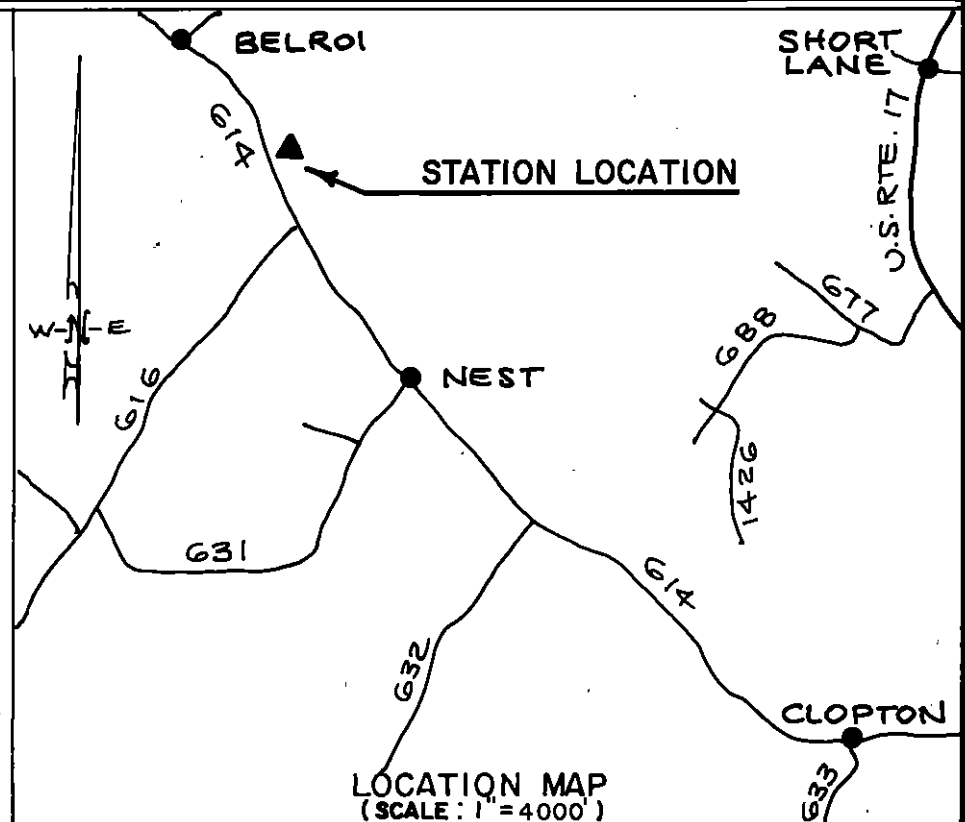 BELROI
SHORT
LANE
614
STATION LOCATION
U.S. RTE. 17
677
688
W-N-E
NEST
616
1426
631
614
632
CLOPTON
633
LOCATION MAP
(SCALE: 1"=4000')